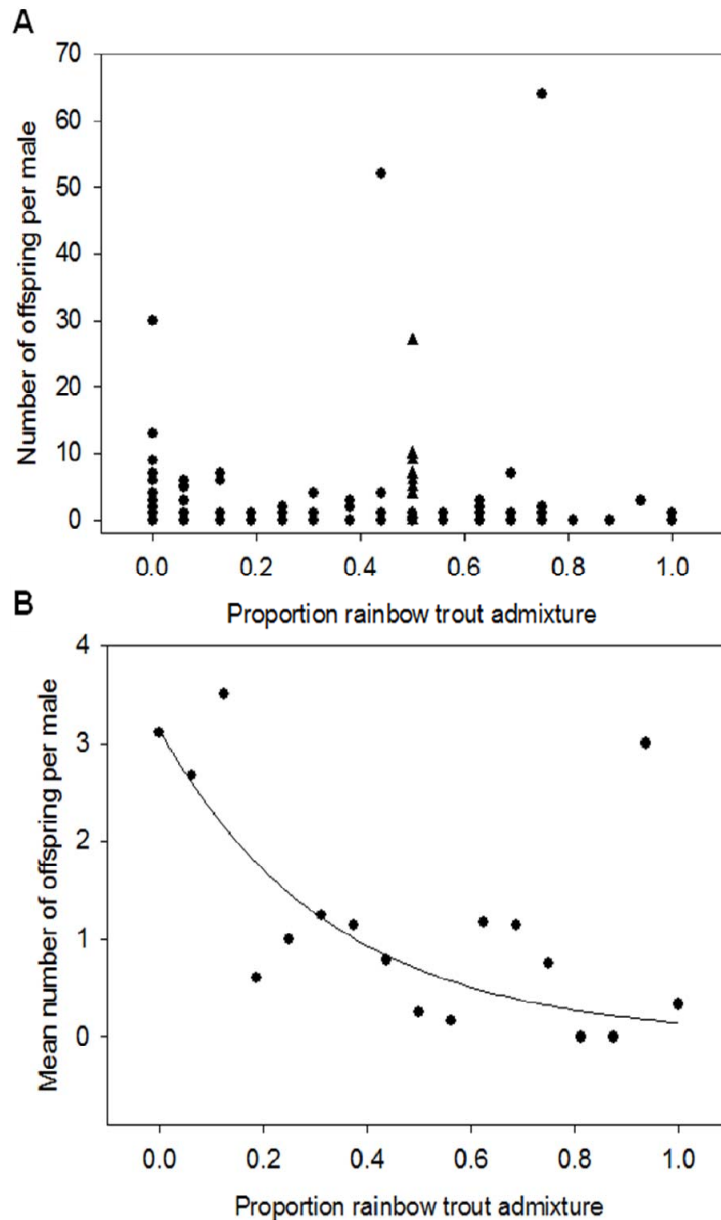 A
Number of offspring per male
70
60
50
40
30
20
10
0
0.0 0.2 0.4 0.6 0.8 1.0
Proportion rainbow trout admixture
B
Mean number of offspring per male
4
3
2
1
0
0.0 0.2 0.4 0.6 0.8 1.0
Proportion rainbow trout admixture